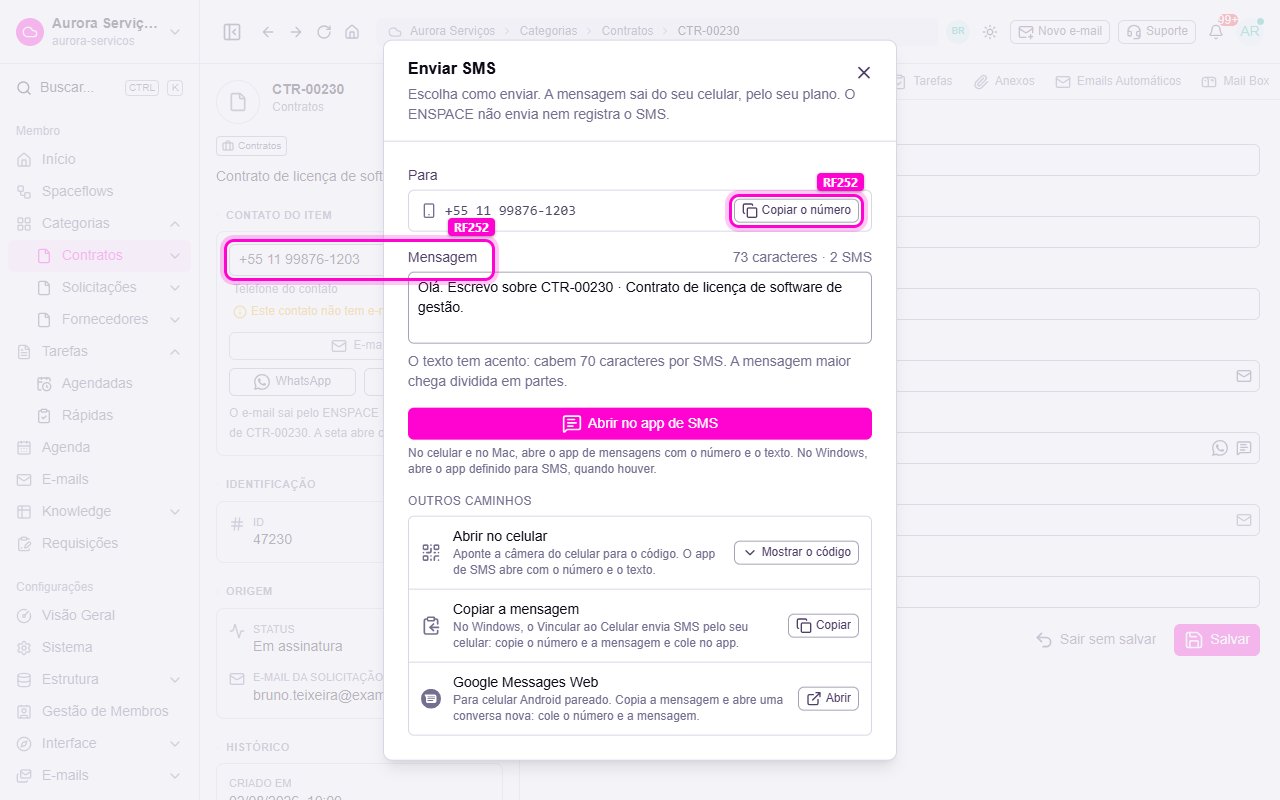 Aurora Serviç...
aurora-servicos
Buscar...
CTRL
K
Membro
Início
Spaceflows
Categorias
Contratos
Solicitações
Fornecedores
Tarefas
Agendadas
Rápidas
Agenda
E-mails
Knowledge
Requisições
Configurações
Visão Geral
Sistema
Estrutura
Gestão de Membros
Interface
E-mails
Aurora Serviços
Categorias
Contratos
CTR-00230
BR
Novo e-mail
Suporte
99+
AR
Tarefas
Anexos
Emails Automáticos
Mail Box
CTR-00230
Contratos
Contratos
Contrato de licença de soft
CONTATO DO ITEM
+55 11 99876-1203
Telefone do contato
Este contato não tem e-m
E-ma
WhatsApp
O e-mail sai pelo ENSPACE
de CTR-00230. A seta abre o
IDENTIFICAÇÃO
ID
47230
ORIGEM
STATUS
Em assinatura
E-MAIL DA SOLICITAÇÃO
bruno.teixeira@exam
HISTÓRICO
CRIADO EM
Enviar SMS
Escolha como enviar. A mensagem sai do seu celular, pelo seu plano. O
ENSPACE não envia nem registra o SMS.
Para
RF252
+55 11 99876-1203
Copiar o número
RF252
Mensagem
73 caracteres · 2 SMS
Olá. Escrevo sobre CTR-00230 · Contrato de licença de software de
gestão.
O texto tem acento: cabem 70 caracteres por SMS. A mensagem maior
chega dividida em partes.
Abrir no app de SMS
No celular e no Mac, abre o app de mensagens com o número e o texto. No Windows,
abre o app definido para SMS, quando houver.
OUTROS CAMINHOS
Abrir no celular
Aponte a câmera do celular para o código. O app
de SMS abre com o número e o texto.
Mostrar o código
Copiar a mensagem
No Windows, o Vincular ao Celular envia SMS pelo seu
celular: copie o número e a mensagem e cole no app.
Copiar
Google Messages Web
Para celular Android pareado. Copia a mensagem e abre uma
conversa nova: cole o número e a mensagem.
Abrir
Sair sem salvar
Salvar